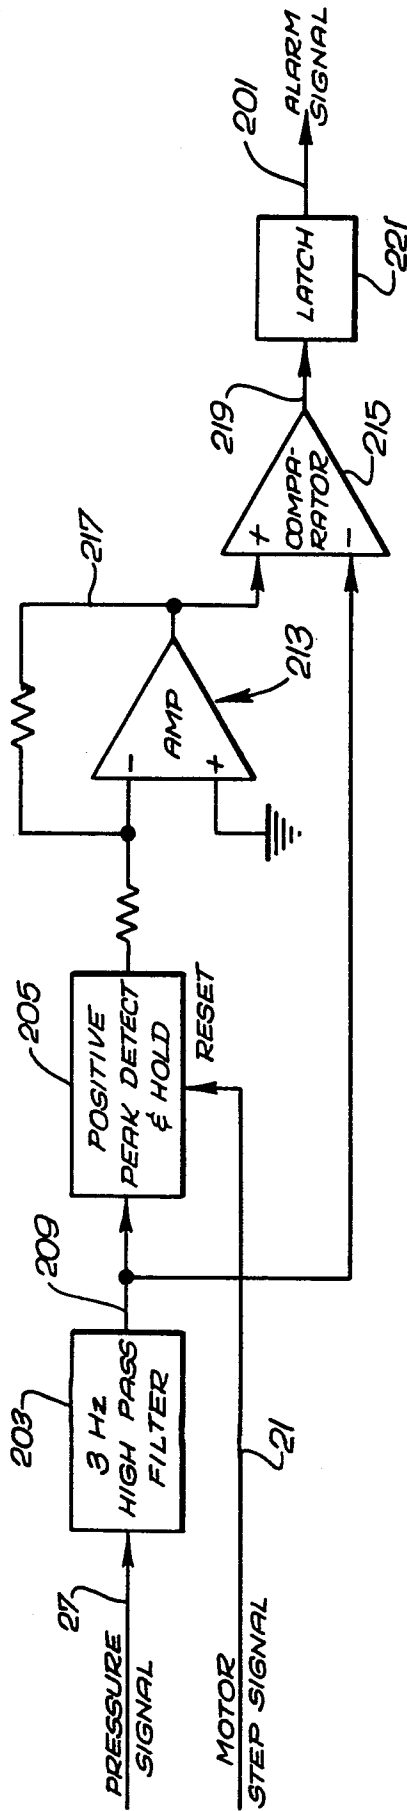 PRESSURE
SIGNAL
27
203
3 Hz
HIGH PASS
FILTER
209
205
POSITIVE
PEAK DETECT
& HOLD
RESET
MOTOR
STEP SIGNAL
21
-
+
AMP
213
217
+
-
COMPA-
RATOR
215
219
LATCH
221
201
ALARM
SIGNAL